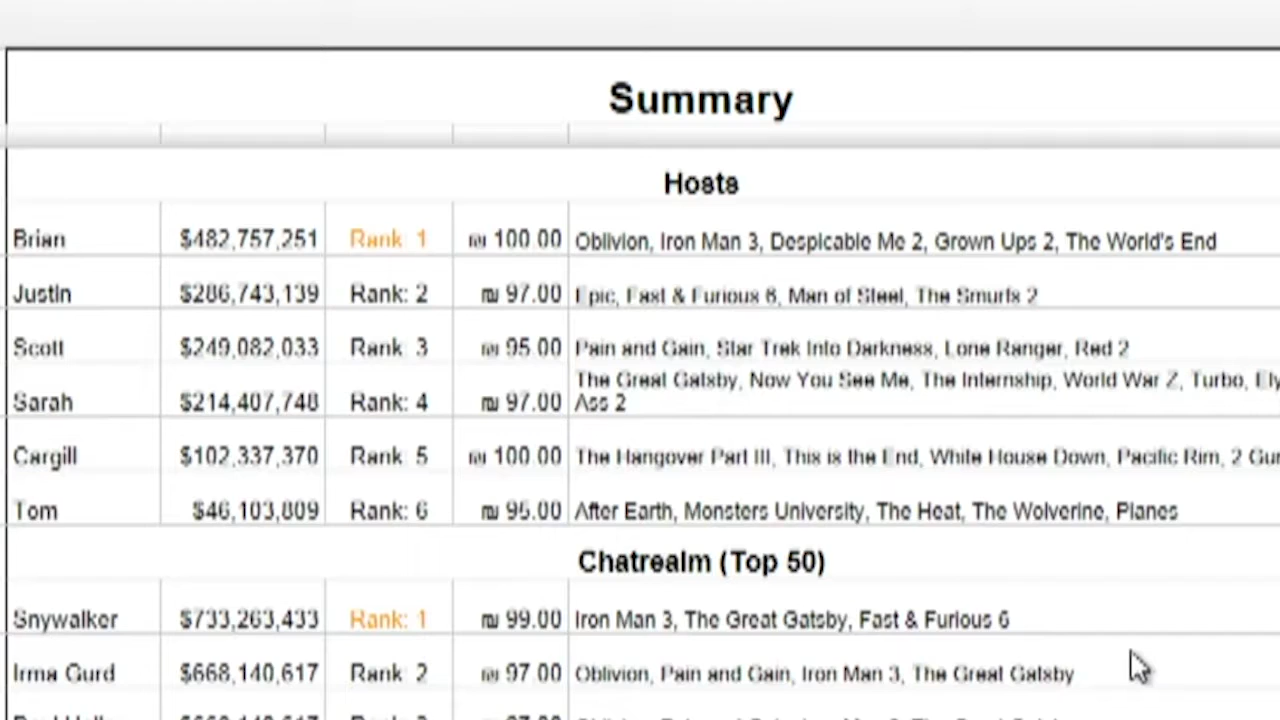 Summary
Hosts
Brian $482,757,251 Rank: 1 ₪ 100.00 Oblivion, Iron Man 3, Despicable Me 2, Grown Ups 2, The World's End
Justin $286,743,139 Rank: 2 ₪ 97.00 Epic, Fast & Furious 6, Man of Steel, The Smurfs 2
Scott $249,082,033 Rank: 3 ₪ 95.00 Pain and Gain, Star Trek Into Darkness, Lone Ranger, Red 2
The Great Gatsby, Now You See Me, The Internship, World War Z, Turbo, Ely
Sarah $214,407,748 Rank: 4 ₪ 97.00 Ass 2
Cargill $102,337,370 Rank: 5 ₪ 100.00 The Hangover Part III, This is the End, White House Down, Pacific Rim, 2 Gun
Tom $46,103,809 Rank: 6 ₪ 95.00 After Earth, Monsters University, The Heat, The Wolverine, Planes
Chatrealm (Top 50)
Snywalker $733,263,433 Rank: 1 ₪ 99.00 Iron Man 3, The Great Gatsby, Fast & Furious 6
Irma Gurd $668,140,617 Rank: 2 ₪ 97.00 Oblivion, Pain and Gain, Iron Man 3, The Great Gatsby